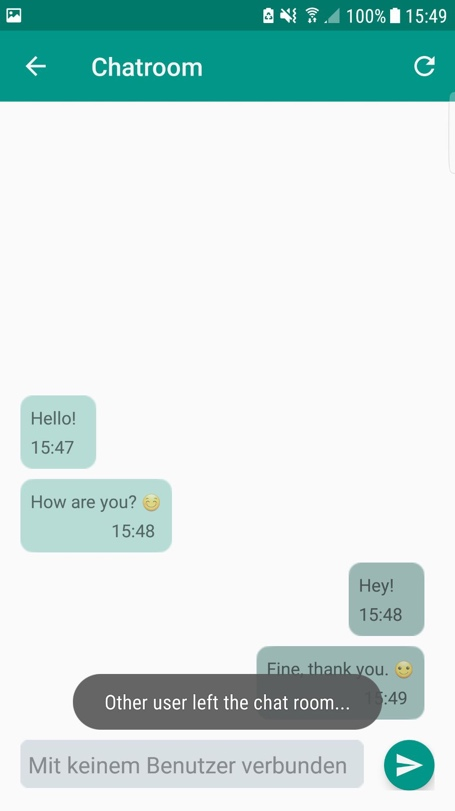 100% 15:49
Chatroom
Hello!
15:47
How are you? 😊
15:48
Hey!
15:48
Fine, thank you. 🙂
15:49
Other user left the chat room...
Mit keinem Benutzer verbunden